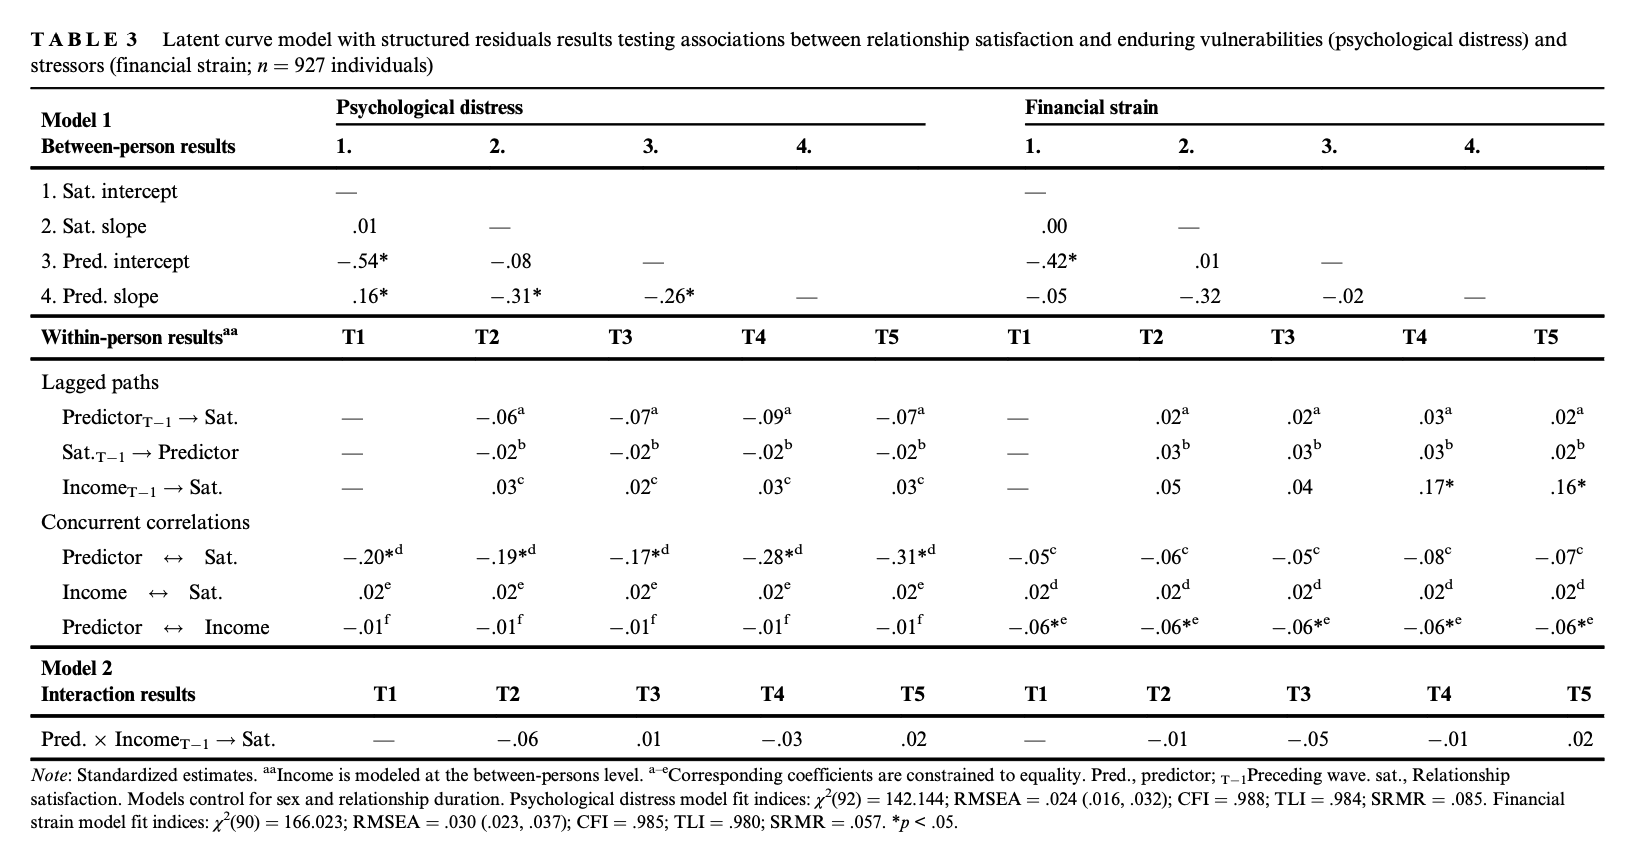 TABLE 3 Latent curve model with structured residuals results testing associations between relationship satisfaction and enduring vulnerabilities (psychological distress) and
stressors (financial strain; n = 927 individuals)
Model 1 Psychological distress Financial strain
Between-person results 1. 2. 3. 4. 1. 2. 3. 4.
1. Sat. intercept — —
2. Sat. slope .01 — .00 —
3. Pred. intercept −.54* −.08 — −.42* .01 —
4. Pred. slope .16* −.31* −.26* — −.05 −.32 −.02 —
Within-person results^aa T1 T2 T3 T4 T5 T1 T2 T3 T4 T5
Lagged paths
Predictor_T−1 → Sat. — −.06^a −.07^a −.09^a −.07^a — .02^a .02^a .03^a .02^a
Sat._T−1 → Predictor — −.02^b −.02^b −.02^b −.02^b — .03^b .03^b .03^b .02^b
Income_T−1 → Sat. — .03^c .02^c .03^c .03^c — .05 .04 .17* .16*
Concurrent correlations
Predictor ↔ Sat. −.20*^d −.19*^d −.17*^d −.28*^d −.31*^d −.05^c −.06^c −.05^c −.08^c −.07^c
Income ↔ Sat. .02^e .02^e .02^e .02^e .02^e .02^d .02^d .02^d .02^d .02^d
Predictor ↔ Income −.01^f −.01^f −.01^f −.01^f −.01^f −.06*^e −.06*^e −.06*^e −.06*^e −.06*^e
Model 2
Interaction results T1 T2 T3 T4 T5 T1 T2 T3 T4 T5
Pred. × Income_T−1 → Sat. — −.06 .01 −.03 .02 — −.01 −.05 −.01 .02
Note: Standardized estimates. ^aaIncome is modeled at the between-persons level. ^a–eCorresponding coefficients are constrained to equality. Pred., predictor; _T−1Preceding wave. sat., Relationship
satisfaction. Models control for sex and relationship duration. Psychological distress model fit indices: χ²(92) = 142.144; RMSEA = .024 (.016, .032); CFI = .988; TLI = .984; SRMR = .085. Financial
strain model fit indices: χ²(90) = 166.023; RMSEA = .030 (.023, .037); CFI = .985; TLI = .980; SRMR = .057. *p < .05.